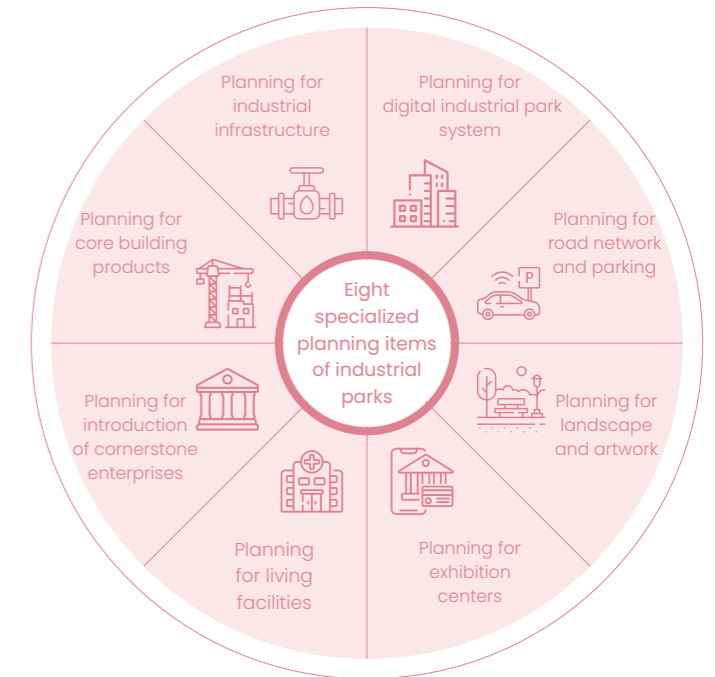 Planning for
industrial
infrastructure
Planning for
digital industrial park
system
Planning for
core building
products
Planning for
road network
and parking
P
Eight
specialized
planning items
of industrial
parks
Planning for
introduction
of cornerstone
enterprises
Planning for
landscape
and artwork
Planning
for living
facilities
Planning for
exhibition
centers